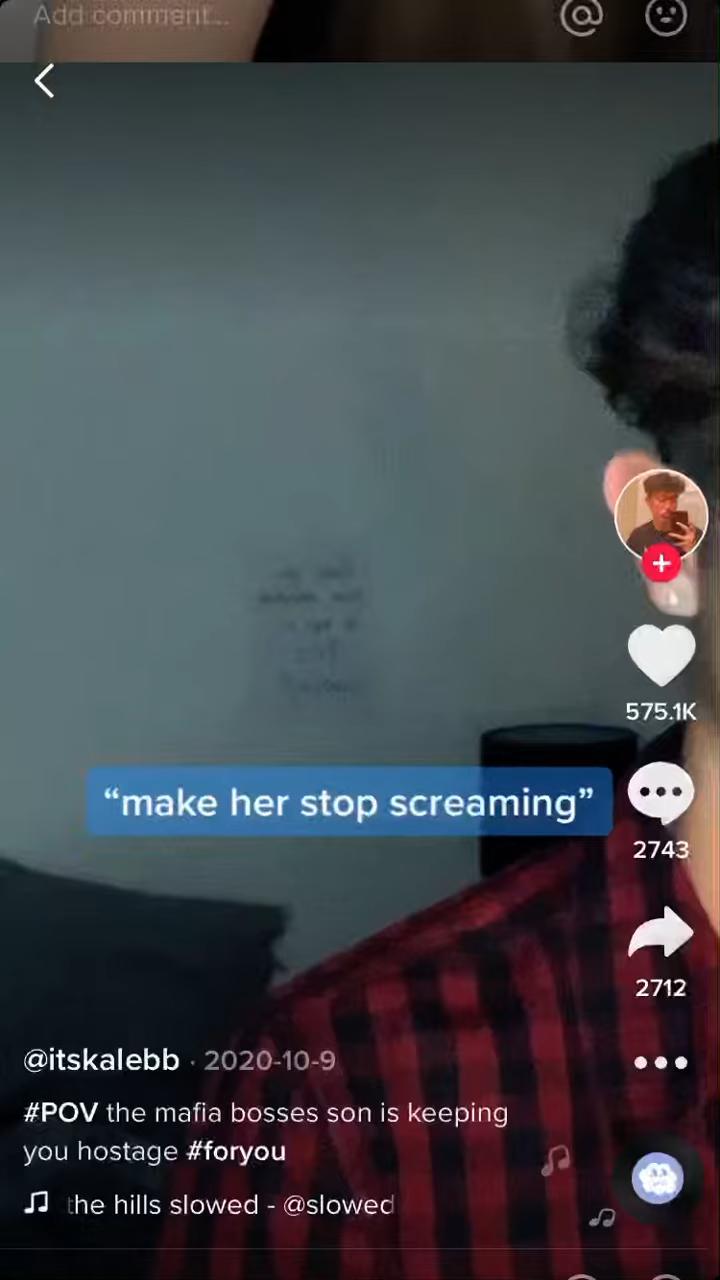 Add comment...
“make her stop screaming”
575.1K
2743
2712
@itskalebb · 2020-10-9
#POV the mafia bosses son is keeping
you hostage #foryou
the hills slowed - @slowed